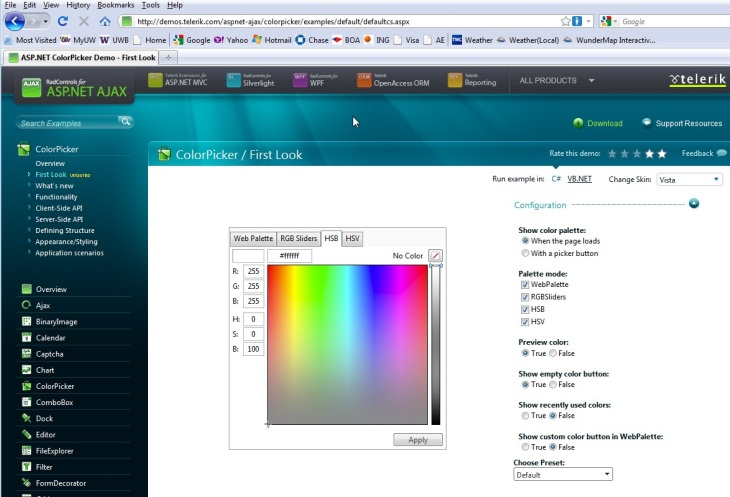 File Edit View History Bookmarks Tools Help
http://demos.telerik.com/aspnet-ajax/colorpicker/examples/default/defaultcs.aspx
Google
Most Visited MyUW UWB UWBCS Google Yahoo Hotmail Chase BOA ING Visa AE Weather Weather(Local) WunderMap Interactiv...
ASP.NET ColorPicker Demo - First Look
AJAX RadControls for ASP.NET AJAX
Telerik Extensions for ASP.NET MVC
RadControls for Silverlight
WPF RadControls for WPF
ORM Telerik OpenAccess ORM
Telerik Reporting
ALL PRODUCTS
telerik
Search Examples
Download Support Resources
ColorPicker
Overview
First Look UPDATED
What's new
Functionality
Client-Side API
Server-Side API
Defining Structure
Appearance/Styling
Application scenarios
Overview
Ajax
BinaryImage
Calendar
Captcha
Chart
ColorPicker
ComboBox
Dock
Editor
FileExplorer
Filter
FormDecorator
ColorPicker / First Look
Rate this demo:
Feedback
Run example in: C# VB.NET Change Skin: Vista
Web Palette RGB Sliders HSB HSV
#ffffff No Color
R: 255
G: 255
B: 255
H: 0
S: 0
B: 100
Apply
Configuration
Show color palette:
When the page loads
With a picker button
Palette mode:
WebPalette
RGBSliders
HSB
HSV
Preview color:
True False
Show empty color button:
True False
Show recently used colors:
True False
Show custom color button in WebPalette:
True False
Choose Preset:
Default